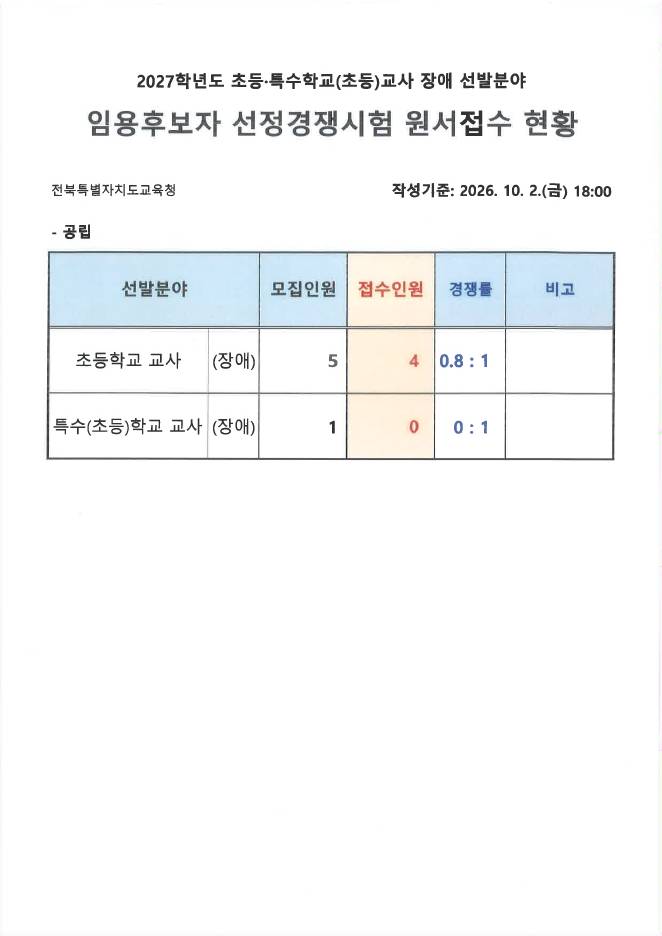 2027학년도 초등·특수학교(초등)교사 장애 선발분야
임용후보자 선정경쟁시험 원서접수 현황
전북특별자치도교육청 작성기준: 2026. 10. 2.(금) 18:00
- 공립
선발분야 모집인원 접수인원 경쟁률 비고
초등학교 교사 (장애) 5 4 0.8 : 1
특수(초등)학교 교사 (장애) 1 0 0 : 1